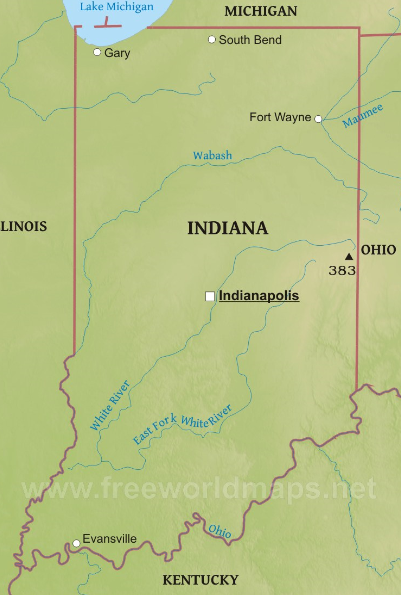 Lake Michigan
MICHIGAN
South Bend
Gary
Fort Wayne
Maumee
Wabash
LINOIS
INDIANA
OHIO
383
Indianapolis
White River
East Fork White River
www.freeworldmaps.net
Ohio
Evansville
KENTUCKY